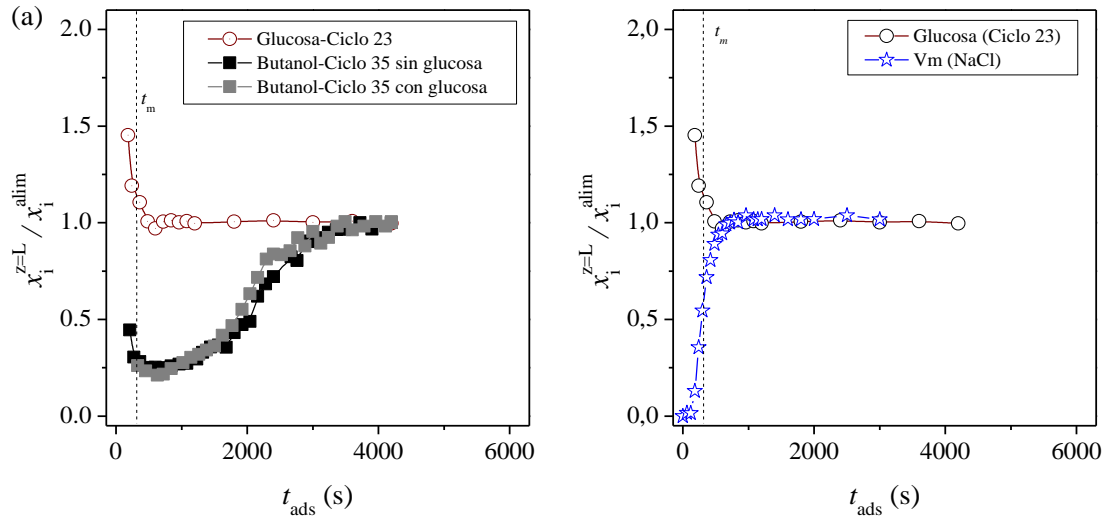 (a)
2.0
1.5
1.0
0.5
0.0
0
2000
4000
6000
x_i^{z=L} / x_i^{alim}
t_ads (s)
t_m
Glucosa-Ciclo 23
Butanol-Ciclo 35 sin glucosa
Butanol-Ciclo 35 con glucosa
2,0
1,5
1,0
0,5
0,0
0
2000
4000
6000
x_i^{z=L} / x_i^{alim}
t_ads (s)
t_m
Glucosa (Ciclo 23)
Vm (NaCl)